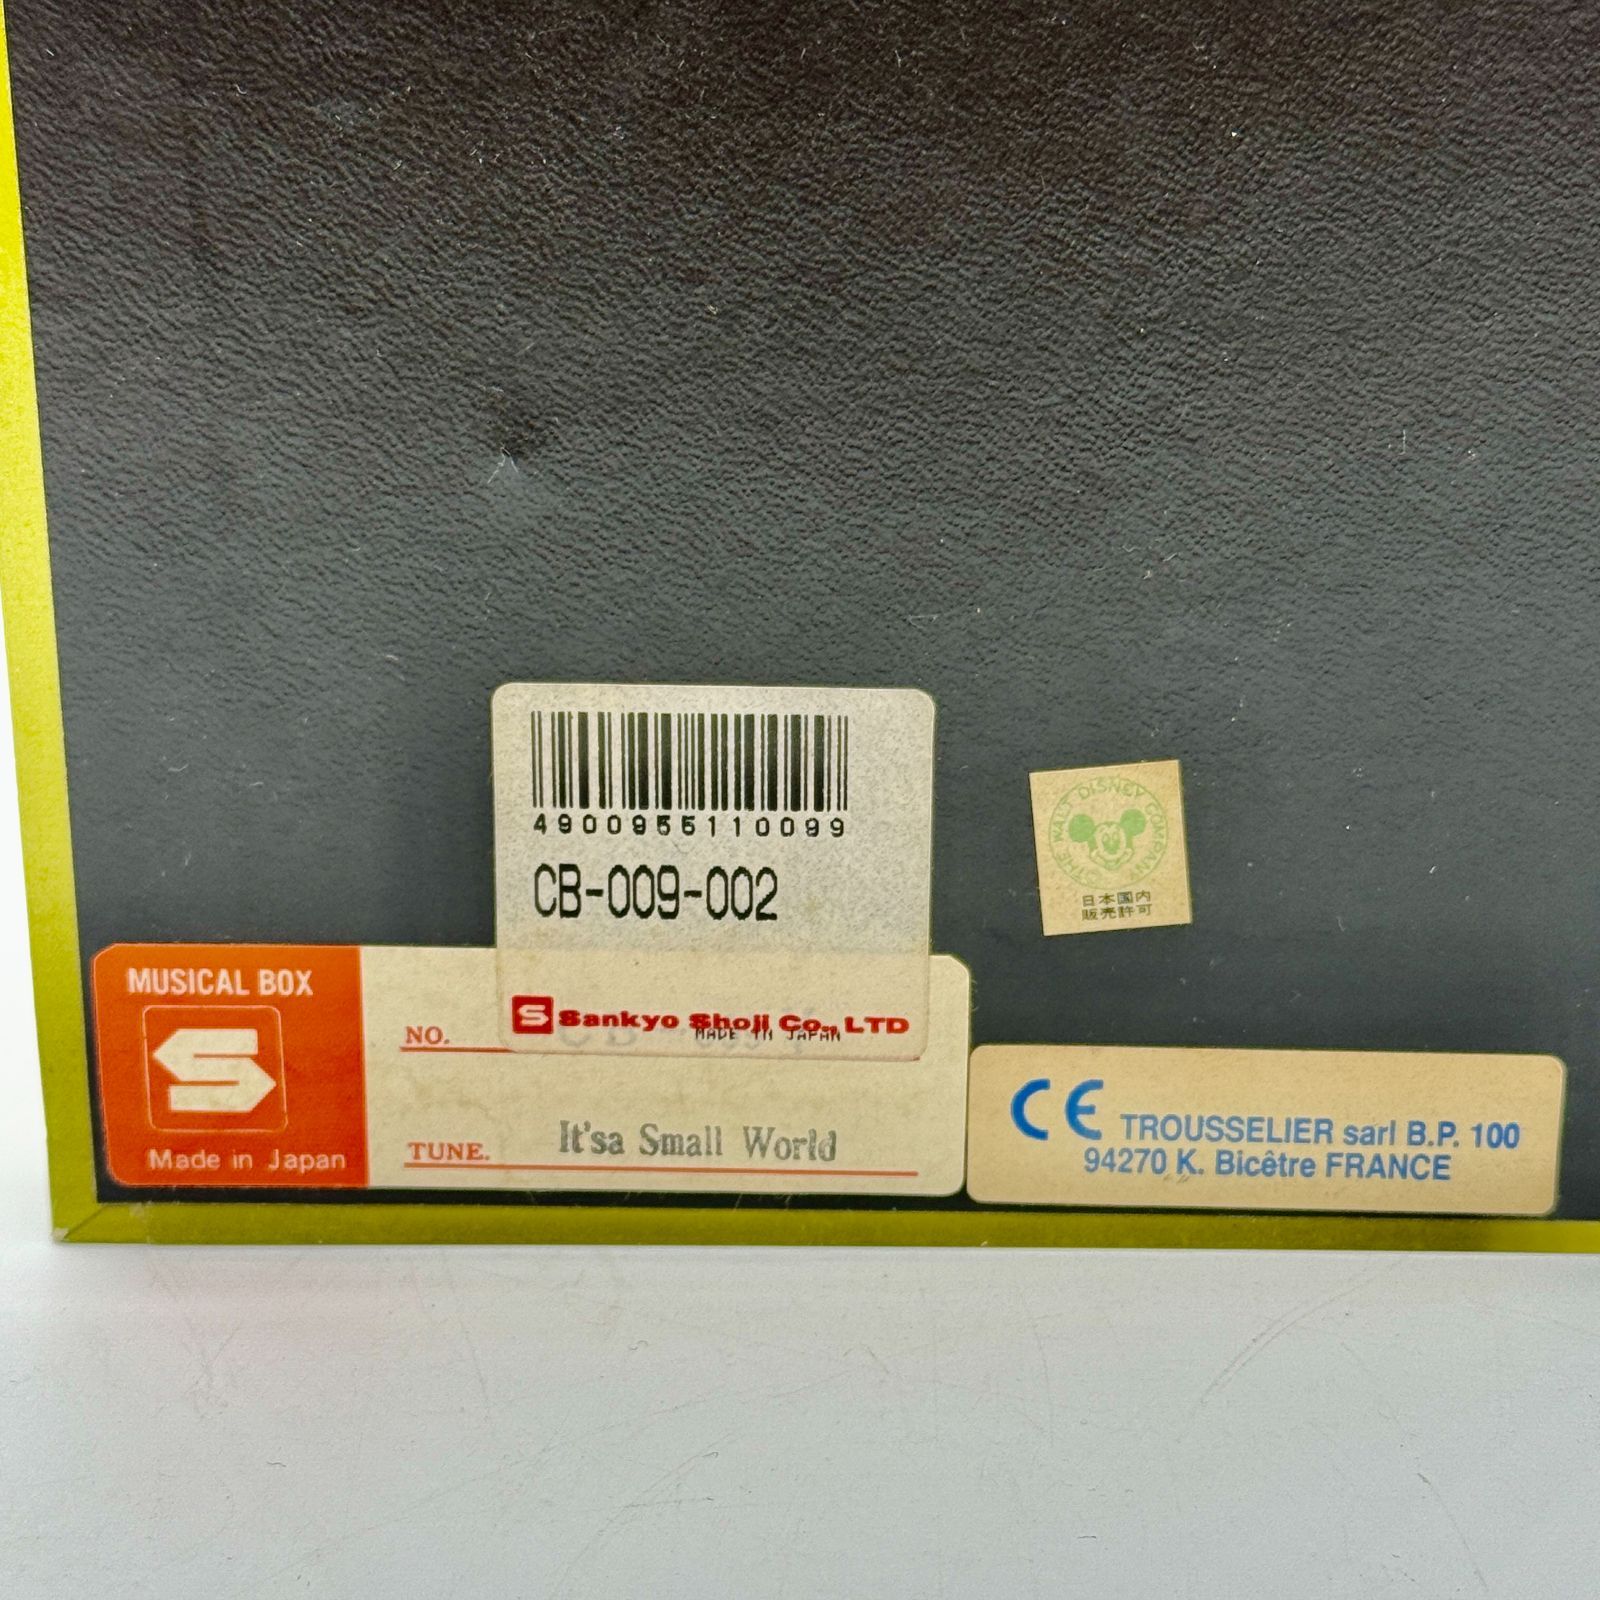 4900955110099
CB-009-002
Sankyo Shoji Co., LTD
MADE IN JAPAN
© THE WALT DISNEY COMPANY
日本国内
販売許可
MUSICAL BOX
Made in Japan
NO.
TUNE. It'sa Small World
CE TROUSSELIER sarl B.P. 100
94270 K. Bicêtre FRANCE